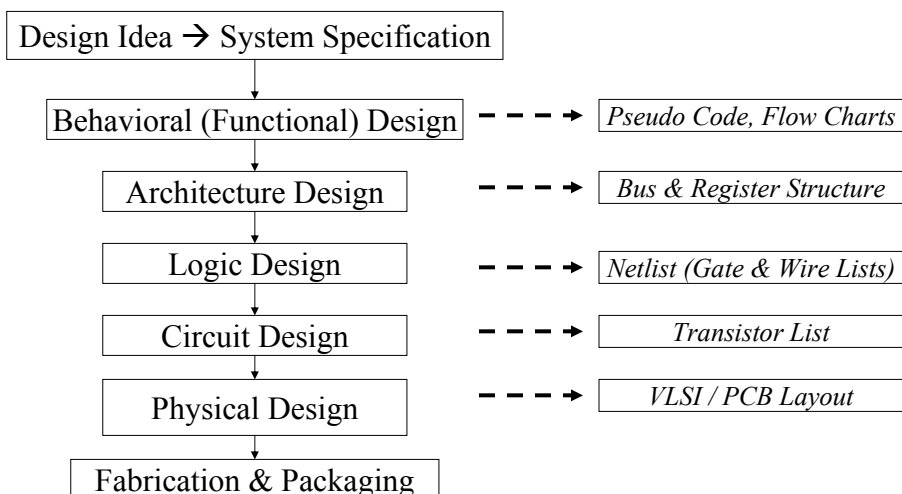 Design Idea → System Specification
Behavioral (Functional) Design
Pseudo Code, Flow Charts
Architecture Design
Bus & Register Structure
Logic Design
Netlist (Gate & Wire Lists)
Circuit Design
Transistor List
Physical Design
VLSI / PCB Layout
Fabrication & Packaging